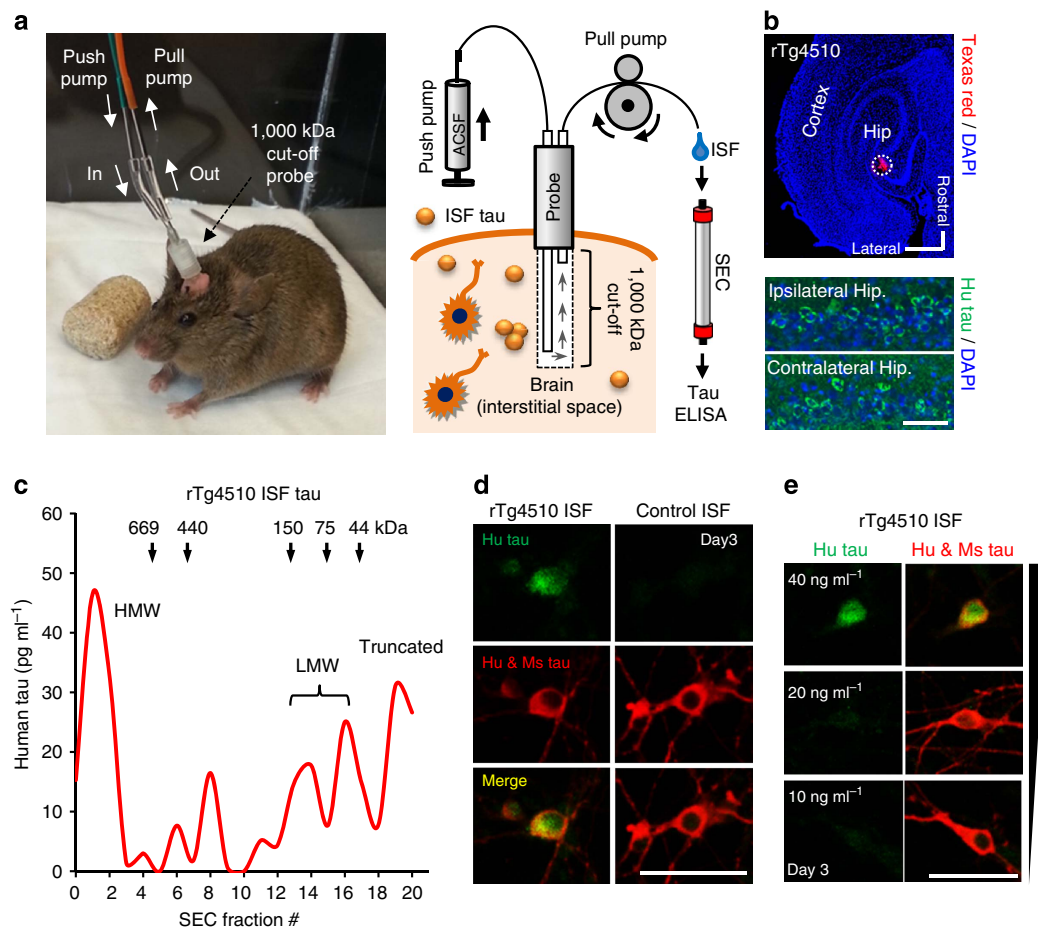 a
Push pump
Pull pump
1,000 kDa cut-off probe
In
Out
Push pump
ACSF
Pull pump
ISF
Probe
ISF tau
1,000 kDa cut-off
SEC
Brain
(interstitial space)
Tau
ELISA
b
rTg4510
Cortex
Hip
Lateral
Rostral
Texas red / DAPI
Ipsilateral Hip.
Contralateral Hip.
Hu tau / DAPI
c
rTg4510 ISF tau
669
440
150
75
44 kDa
HMW
LMW
Truncated
Human tau (pg ml⁻¹)
60
50
40
30
20
10
0
0 2 4 6 8 10 12 14 16 18 20
SEC fraction #
d
rTg4510 ISF
Control ISF
Hu tau
Day3
Hu & Ms tau
Merge
e
rTg4510 ISF
Hu tau
Hu & Ms tau
40 ng ml⁻¹
20 ng ml⁻¹
10 ng ml⁻¹
Day 3